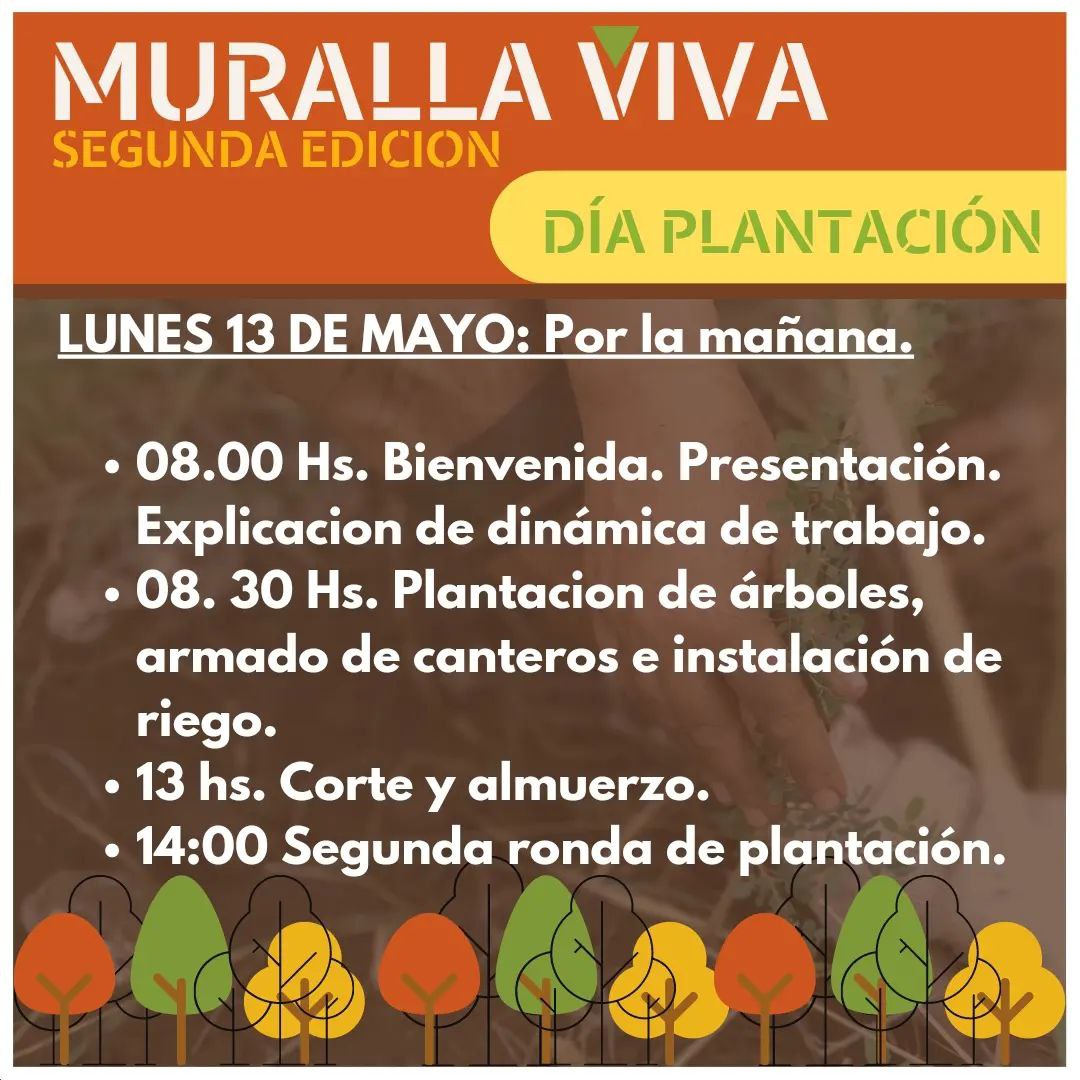 MURALLA VIVA
SEGUNDA EDICION
DÍA PLANTACIÓN
LUNES 13 DE MAYO: Por la mañana.
• 08.00 Hs. Bienvenida. Presentación.
Explicacion de dinámica de trabajo.
• 08. 30 Hs. Plantacion de árboles,
armado de canteros e instalación de
riego.
• 13 hs. Corte y almuerzo.
• 14:00 Segunda ronda de plantación.